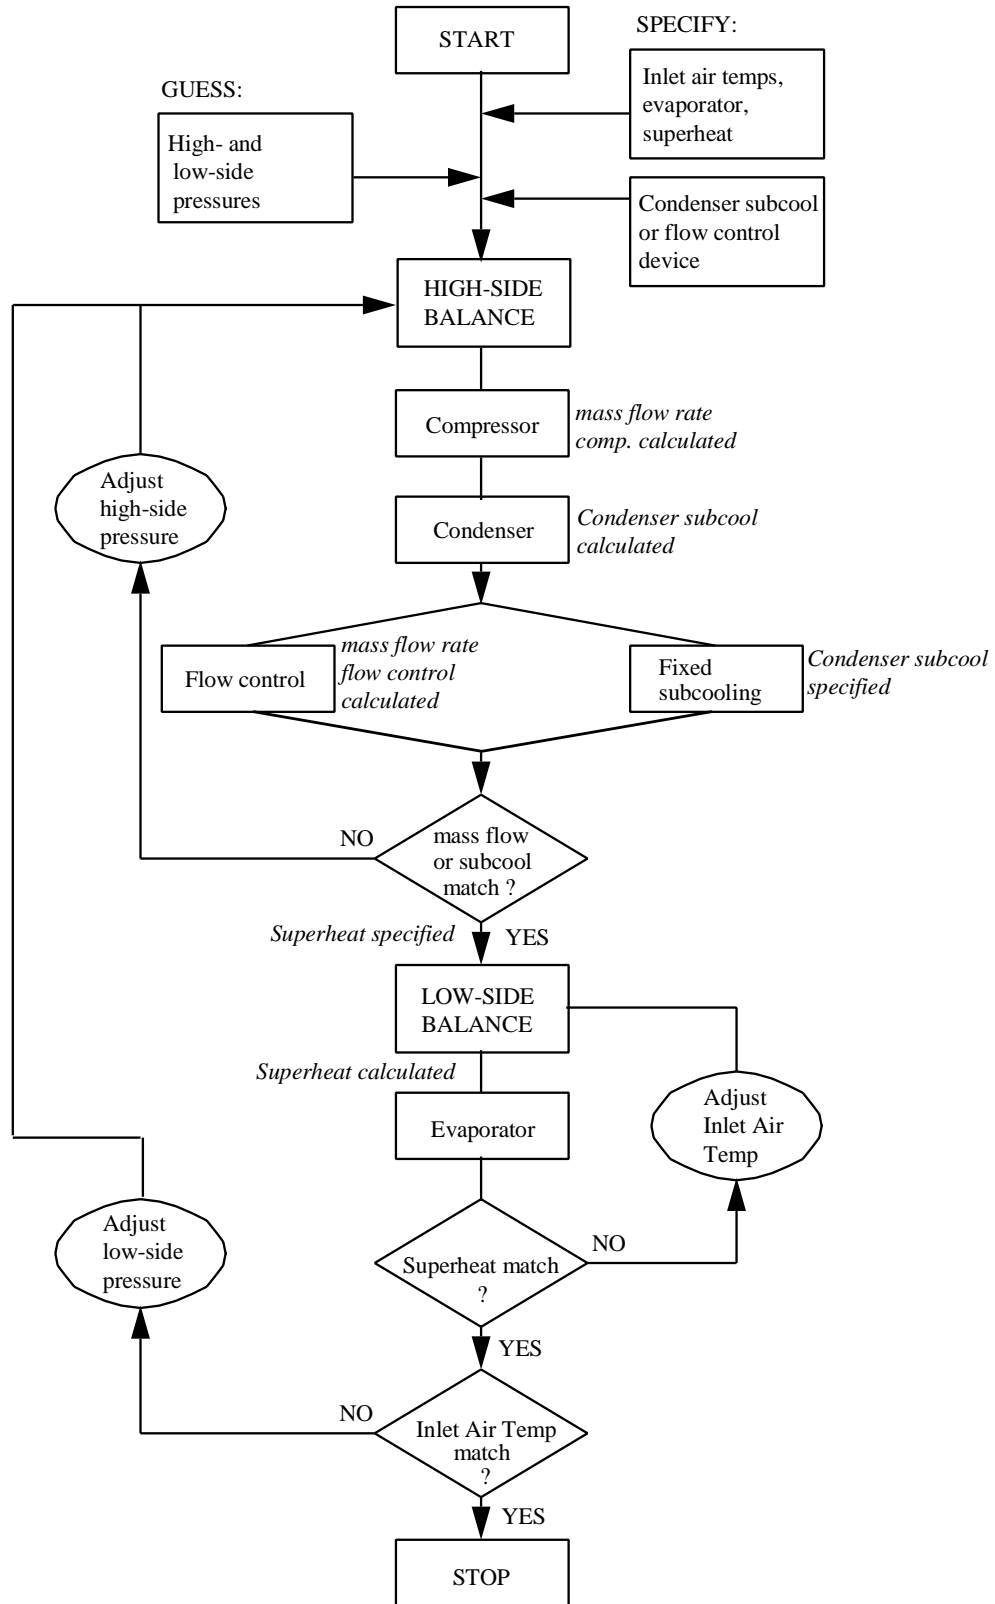 START
SPECIFY:
Inlet air temps,
evaporator,
superheat
GUESS:
High- and
low-side
pressures
Condenser subcool
or flow control
device
HIGH-SIDE
BALANCE
Compressor
mass flow rate
comp. calculated
Adjust
high-side
pressure
Condenser
Condenser subcool
calculated
Flow control
mass flow rate
flow control
calculated
Fixed
subcooling
Condenser subcool
specified
NO
mass flow
or subcool
match ?
Superheat specified
YES
LOW-SIDE
BALANCE
Superheat calculated
Evaporator
Adjust
Inlet Air
Temp
Adjust
low-side
pressure
Superheat match
?
NO
YES
NO
Inlet Air Temp
match
?
YES
STOP